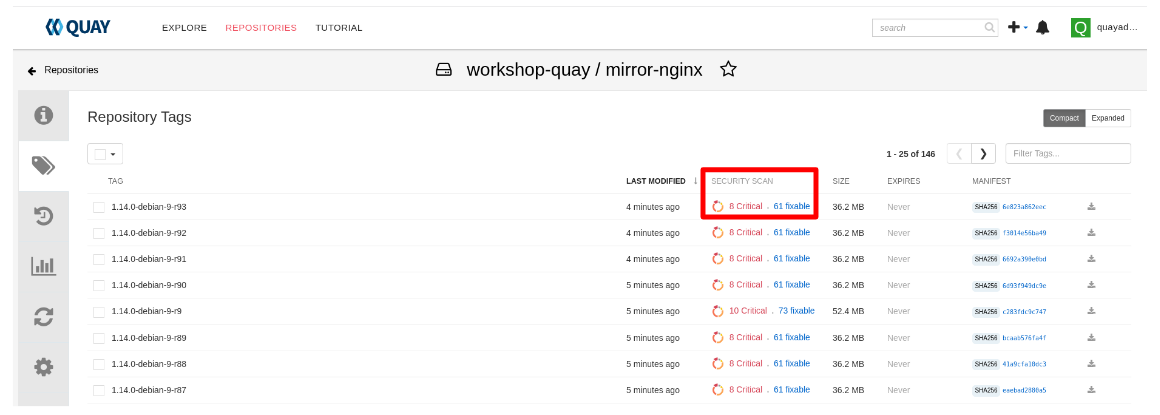 QUAY EXPLORE REPOSITORIES TUTORIAL search Q quayad...
Repositories workshop-quay / mirror-nginx
Repository Tags Compact Expanded
1 - 25 of 146 Filter Tags...
TAG LAST MODIFIED SECURITY SCAN SIZE EXPIRES MANIFEST
1.14.0-debian-9-r93 4 minutes ago 8 Critical . 61 fixable 36.2 MB Never SHA256 6e823a862eec
1.14.0-debian-9-r92 4 minutes ago 8 Critical . 61 fixable 36.2 MB Never SHA256 f3014e56ba49
1.14.0-debian-9-r91 4 minutes ago 8 Critical . 61 fixable 36.2 MB Never SHA256 6692a390e0bd
1.14.0-debian-9-r90 5 minutes ago 8 Critical . 61 fixable 36.2 MB Never SHA256 6d93f949dc9e
1.14.0-debian-9-r9 5 minutes ago 10 Critical . 73 fixable 52.4 MB Never SHA256 c283fdc9c747
1.14.0-debian-9-r89 5 minutes ago 8 Critical . 61 fixable 36.2 MB Never SHA256 bcaab576fa4f
1.14.0-debian-9-r88 5 minutes ago 8 Critical . 61 fixable 36.2 MB Never SHA256 41a9cfa10dc3
1.14.0-debian-9-r87 5 minutes ago 8 Critical . 61 fixable 36.2 MB Never SHA256 eaebad2808a5